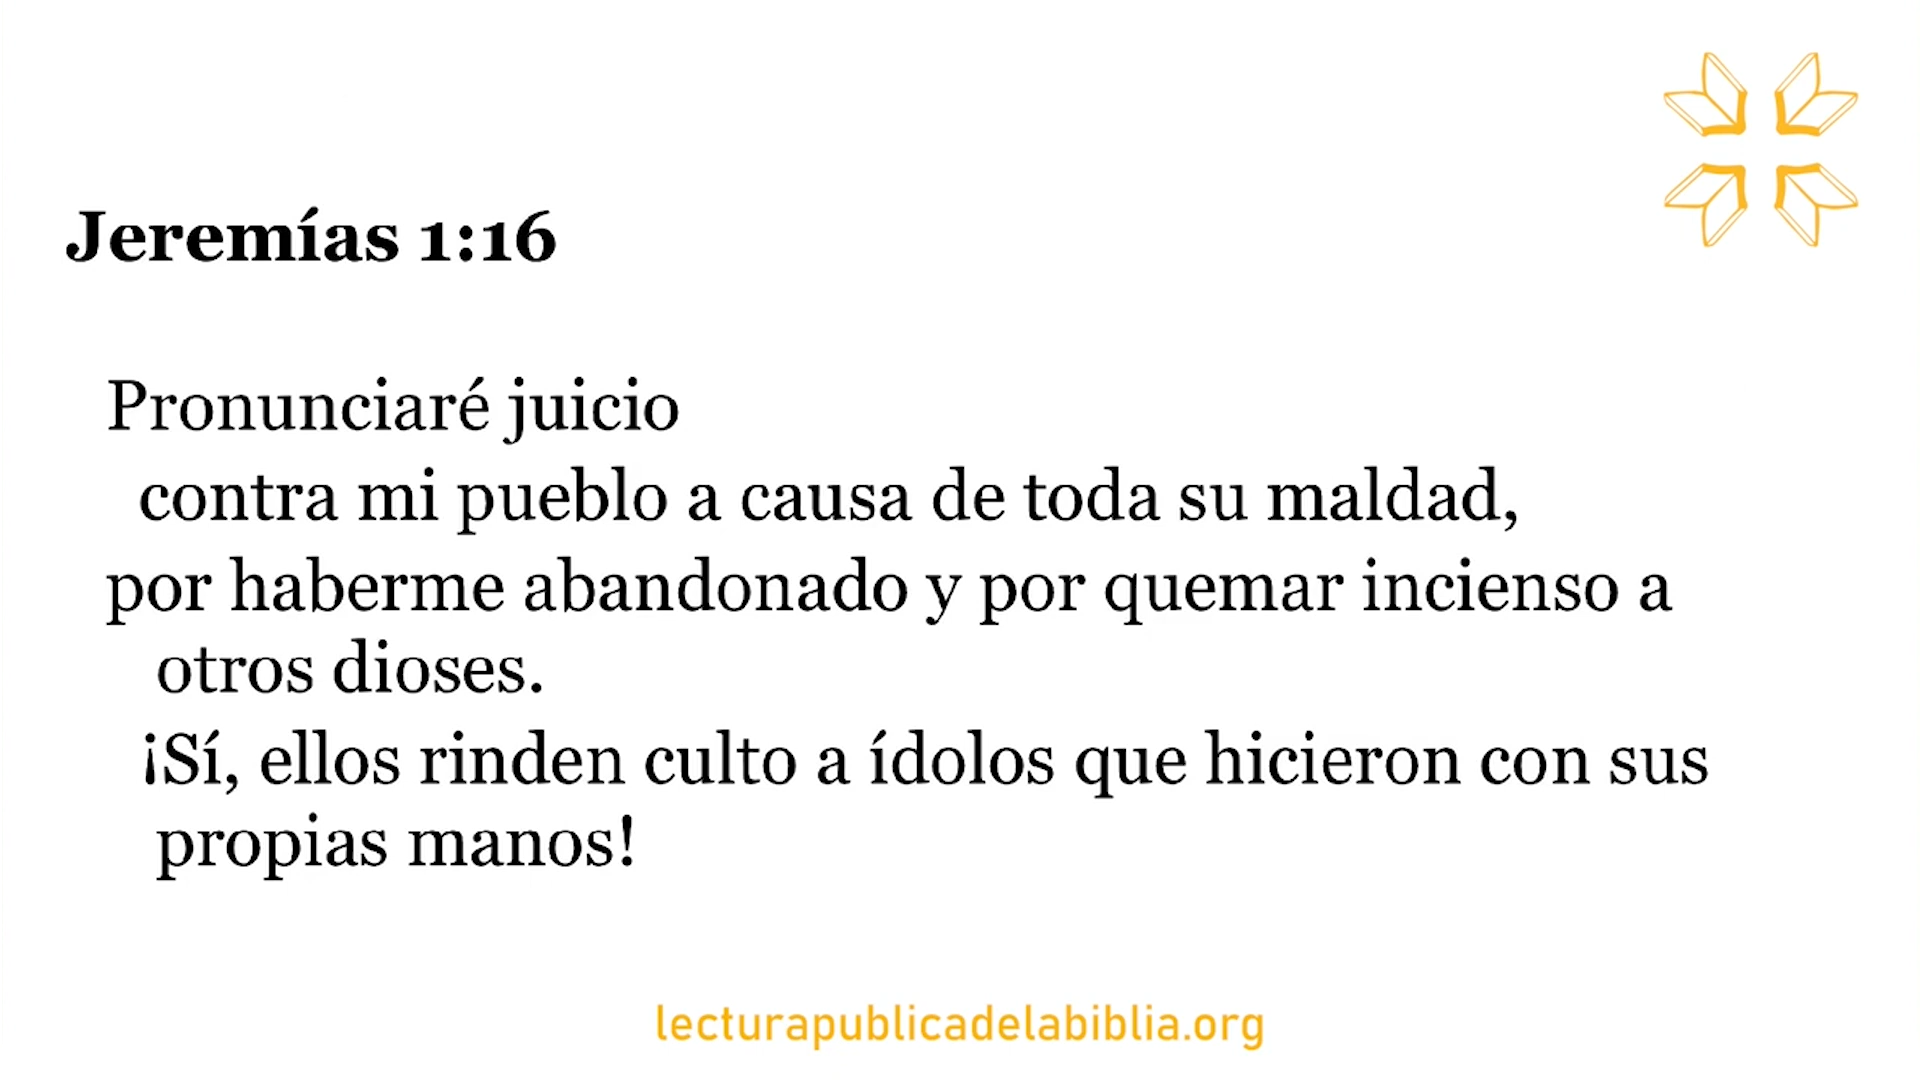 Jeremías 1:16
Pronunciaré juicio
contra mi pueblo a causa de toda su maldad,
por haberme abandonado y por quemar incienso a
otros dioses.
¡Sí, ellos rinden culto a ídolos que hicieron con sus
propias manos!
lecturapublicadelabiblia.org